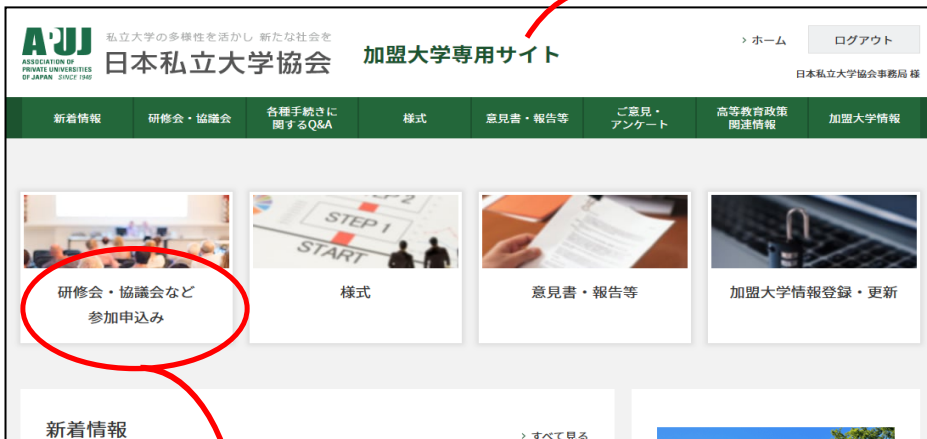 APUJ
ASSOCIATION OF
PRIVATE UNIVERSITIES
OF JAPAN SINCE 1946
私立大学の多様性を活かし 新たな社会を
日本私立大学協会
加盟大学専用サイト
> ホーム
ログアウト
日本私立大学協会事務局 様
新着情報
研修会・協議会
各種手続きに
関するQ&A
様式
意見書・報告等
ご意見・
アンケート
高等教育政策
関連情報
加盟大学情報
STEP 2
STEP 1
START
研修会・協議会など
参加申込み
様式
意見書・報告等
加盟大学情報登録・更新
新着情報
> すべて見る